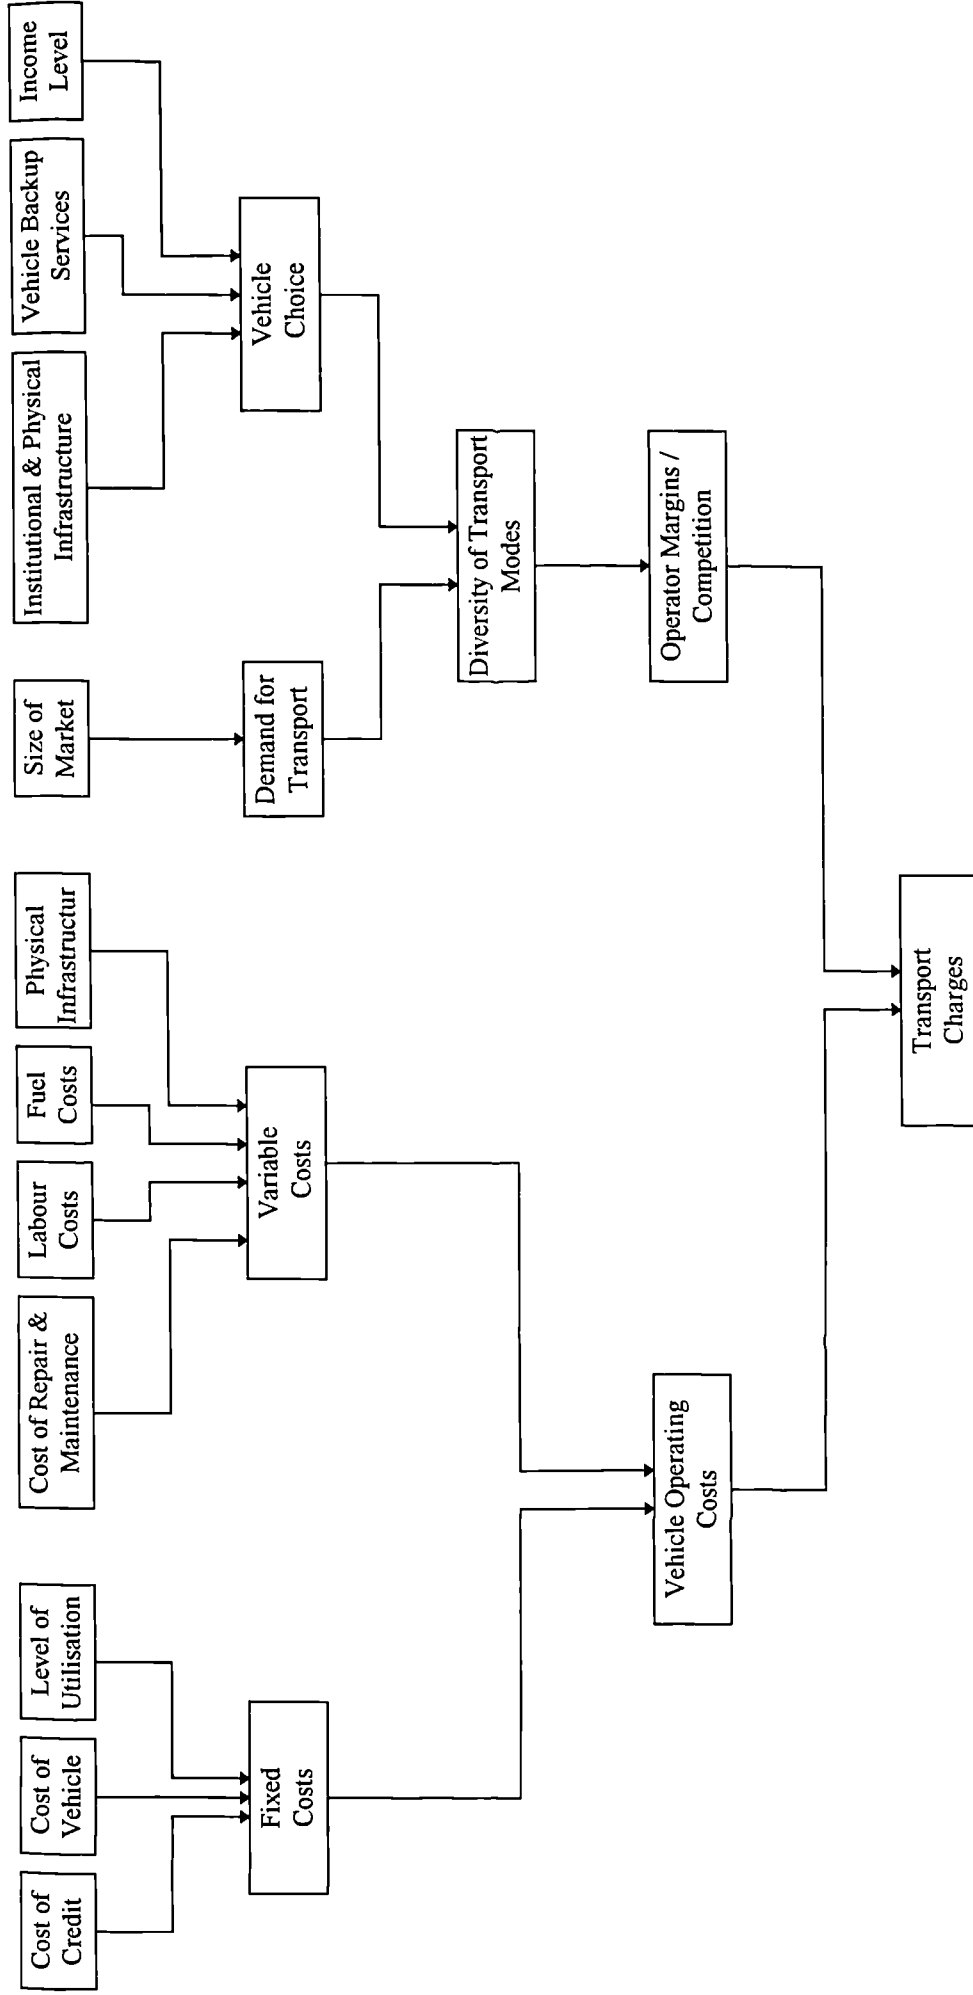 Cost of
Credit
Cost of
Vehicle
Level of
Utilisation
Cost of Repair &
Maintenance
Labour
Costs
Fuel
Costs
Physical
Infrastructur
Size of
Market
Institutional & Physical
Infrastructure
Vehicle Backup
Services
Income
Level
Fixed
Costs
Variable
Costs
Demand for
Transport
Vehicle
Choice
Diversity of Transport
Modes
Vehicle Operating
Costs
Operator Margins /
Competition
Transport
Charges